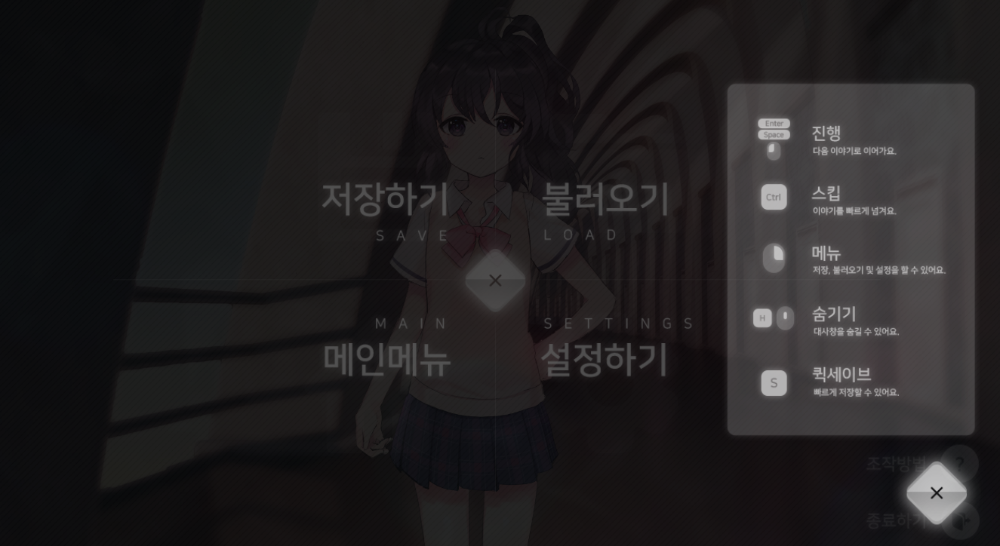 저장하기
SAVE
불러오기
LOAD
MAIN
메인메뉴
SETTINGS
설정하기
Enter
Space
진행
다음 이야기로 이어가요.
Ctrl
스킵
이야기를 빠르게 넘겨요.
메뉴
저장, 불러오기 및 설정을 할 수 있어요.
H
숨기기
대사창을 숨길 수 있어요.
S
퀵세이브
빠르게 저장할 수 있어요.
조작방법
?
종료하기